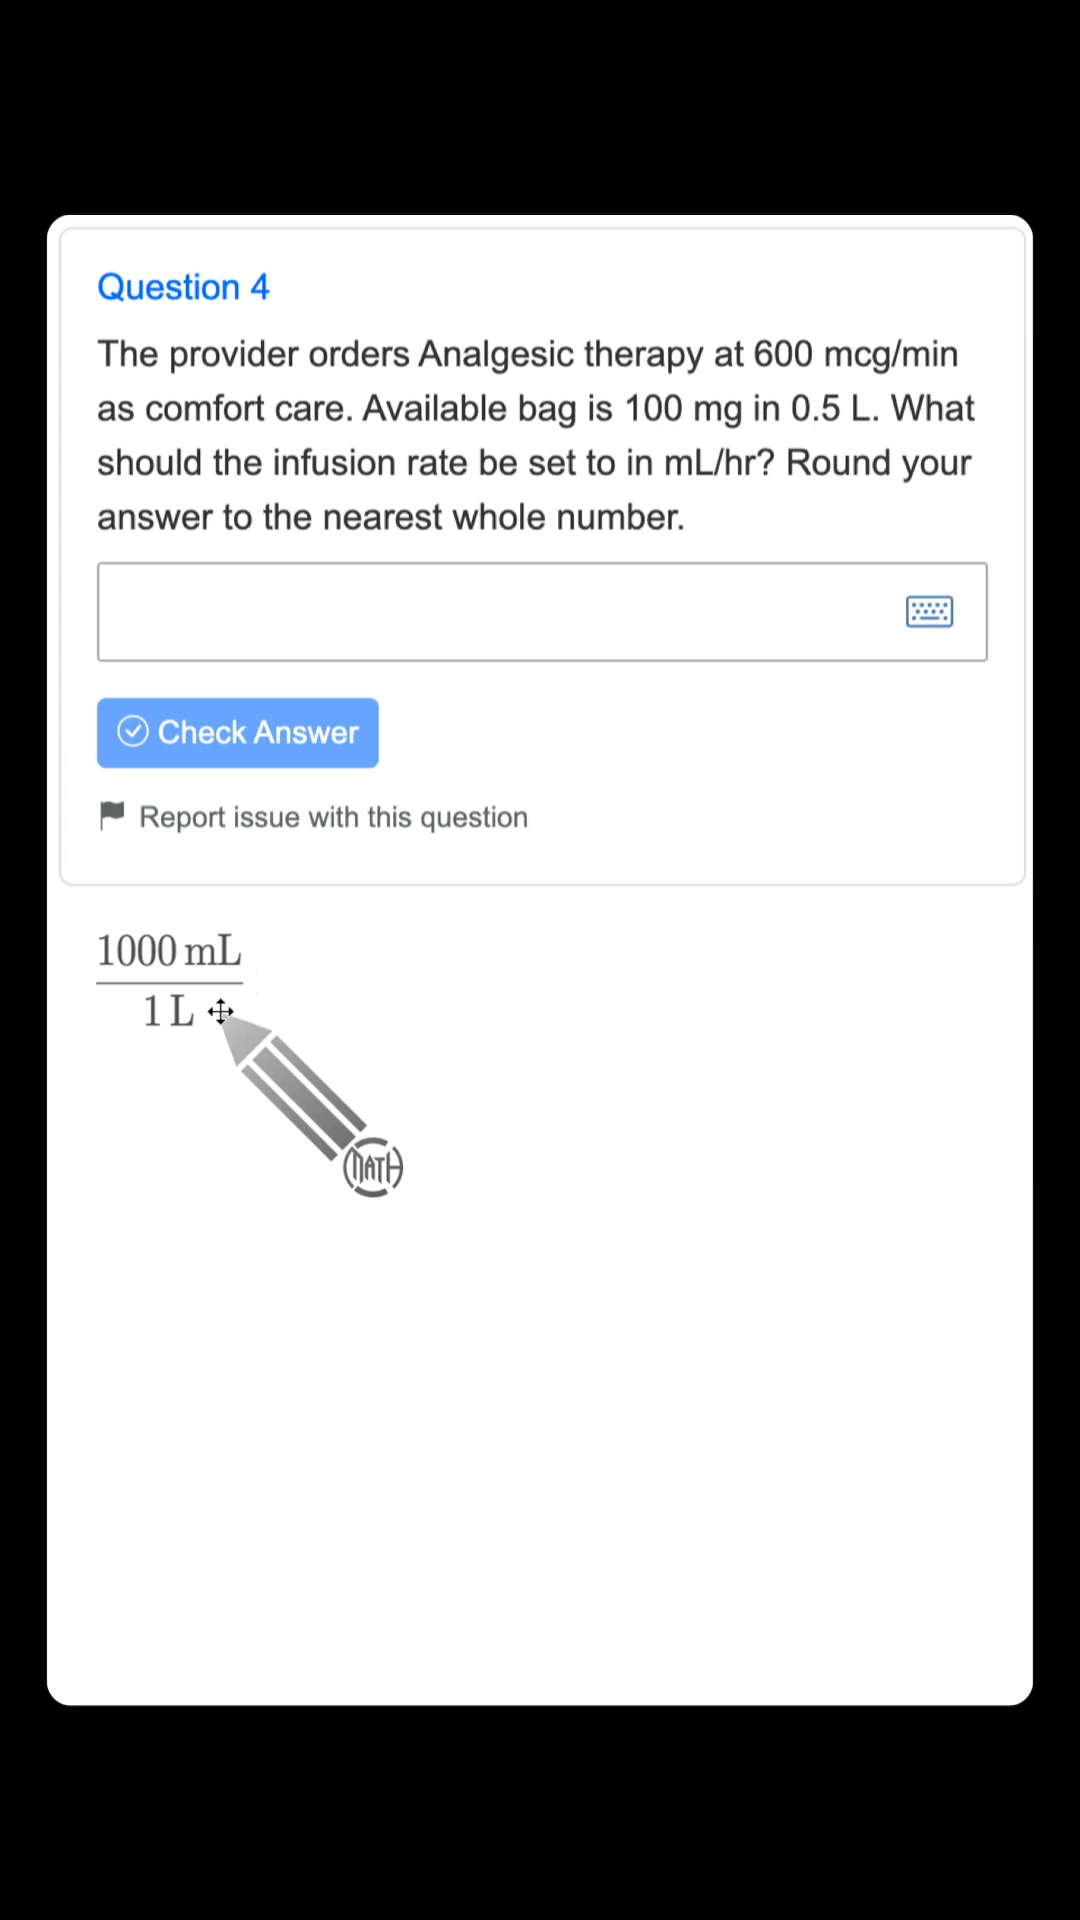 Question 4
The provider orders Analgesic therapy at 600 mcg/min
as comfort care. Available bag is 100 mg in 0.5 L. What
should the infusion rate be set to in mL/hr? Round your
answer to the nearest whole number.
Check Answer
Report issue with this question
1000 mL
1 L
MATH